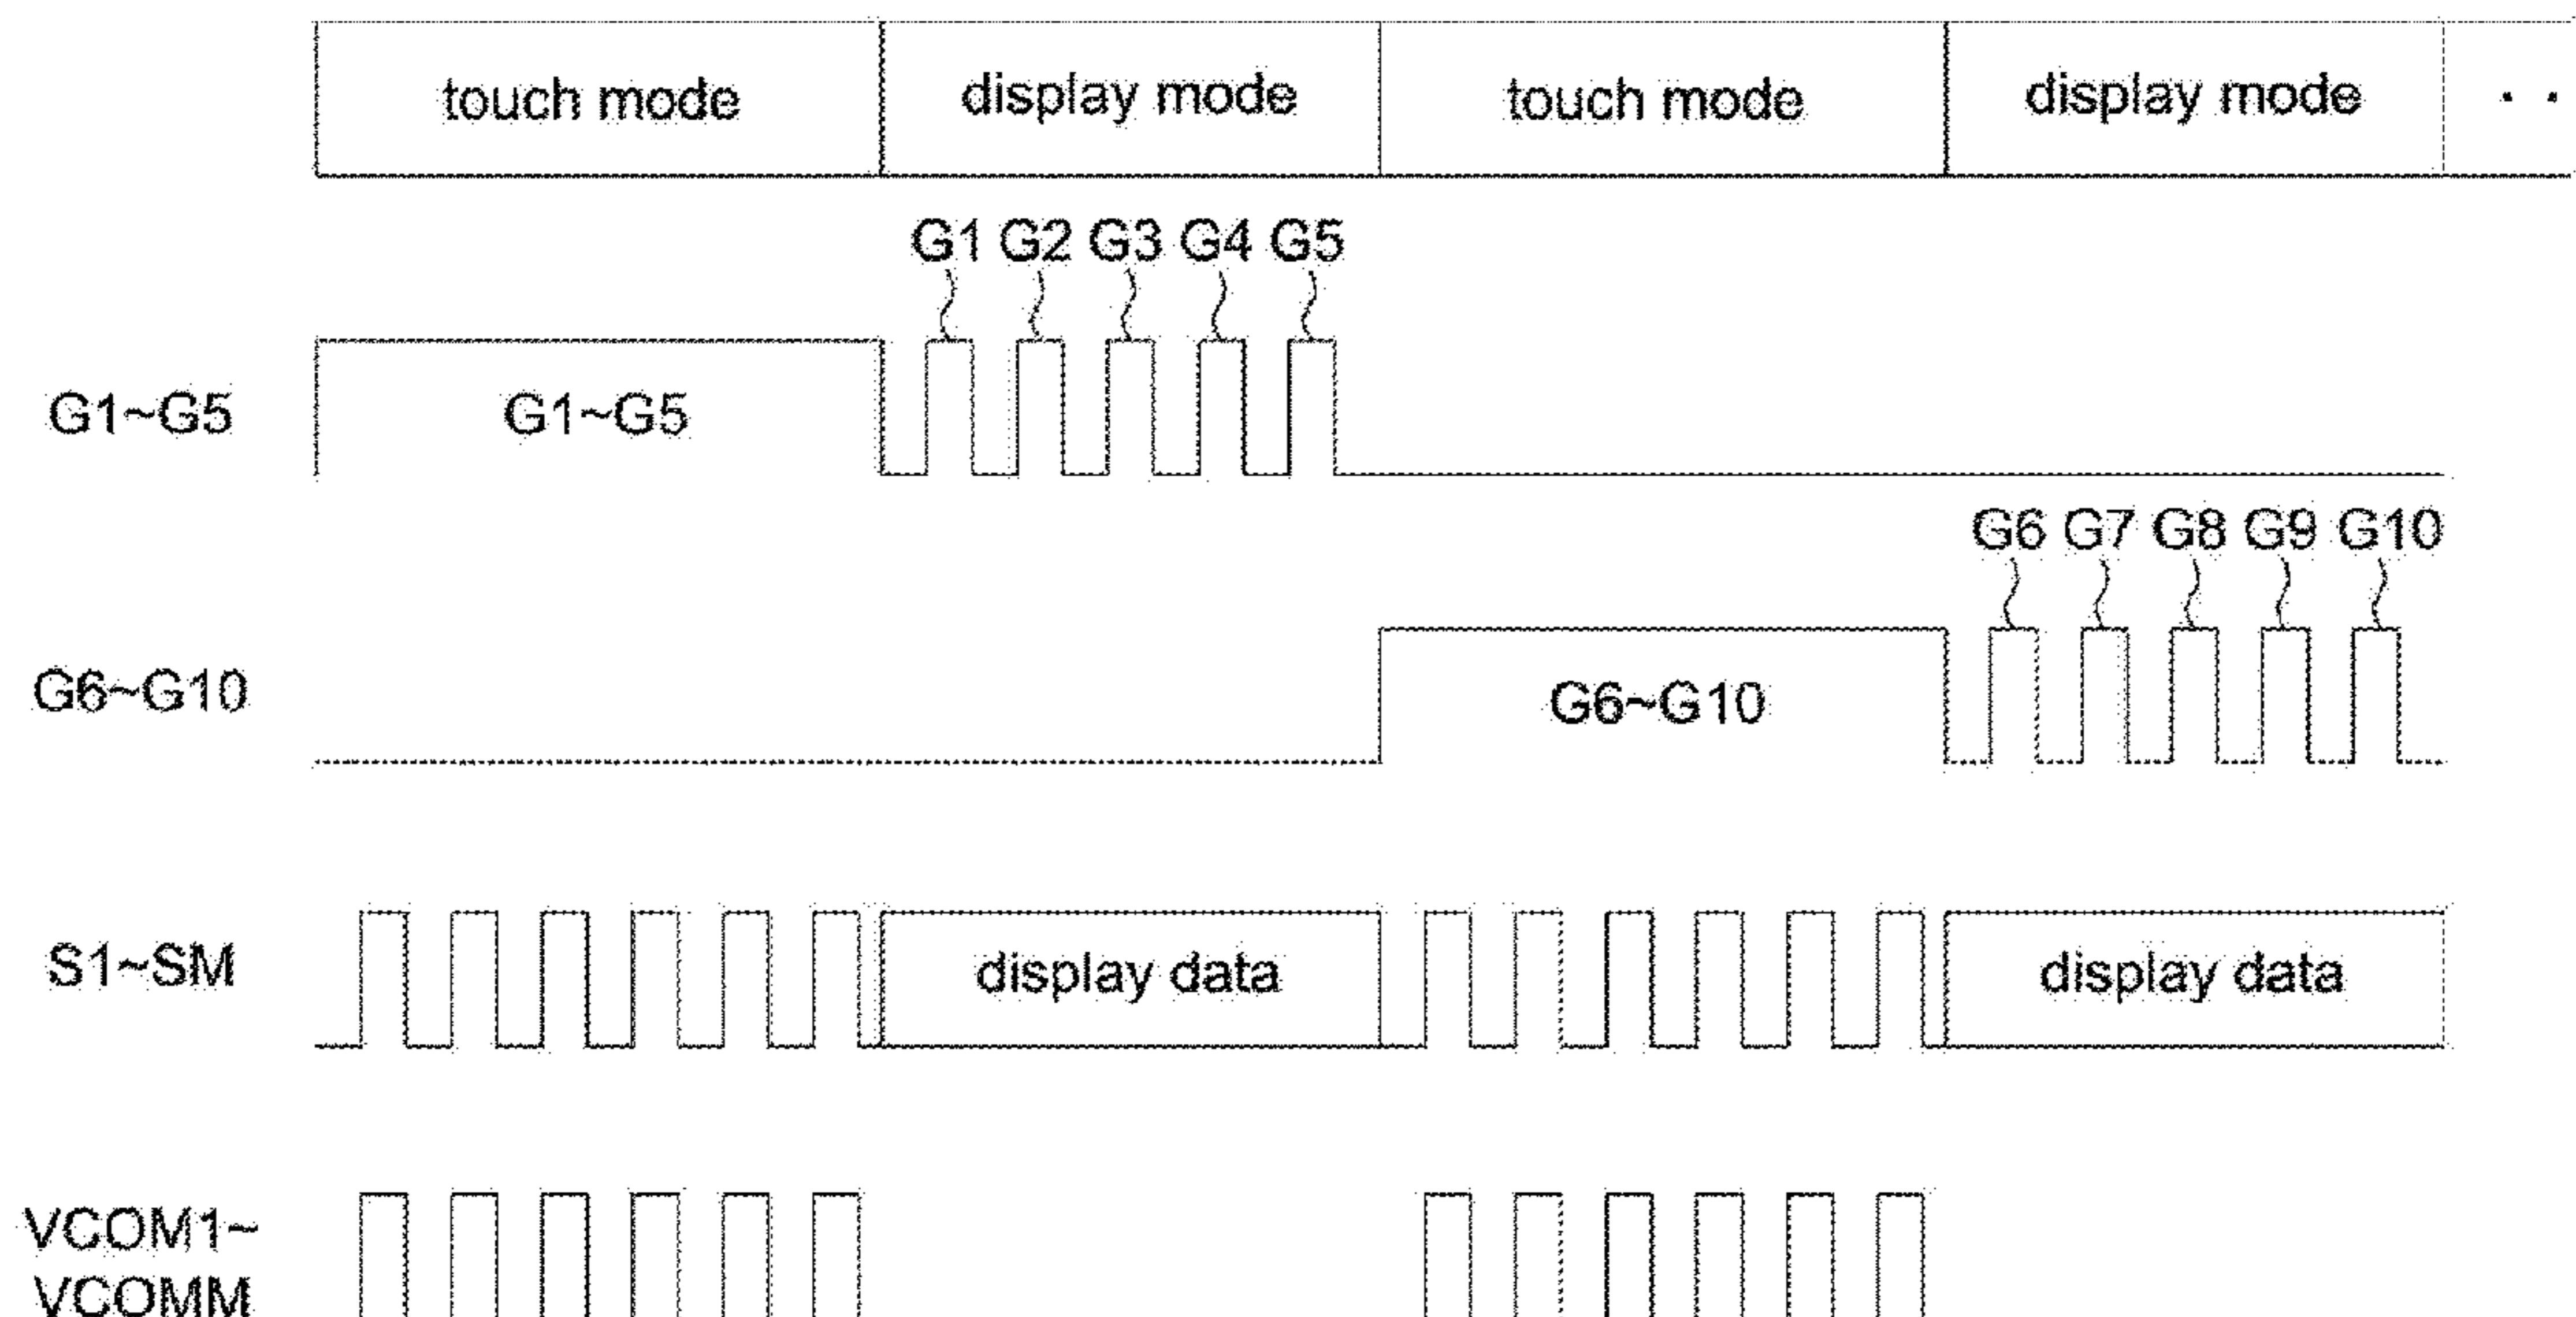 touch mode display mode touch mode display mode . .
G1 G2 G3 G4 G5
G1~G5 G1~G5
G6 G7 G8 G9 G10
G6~G10 G6~G10
S1~SM display data display data
VCOM1~
VCOMM